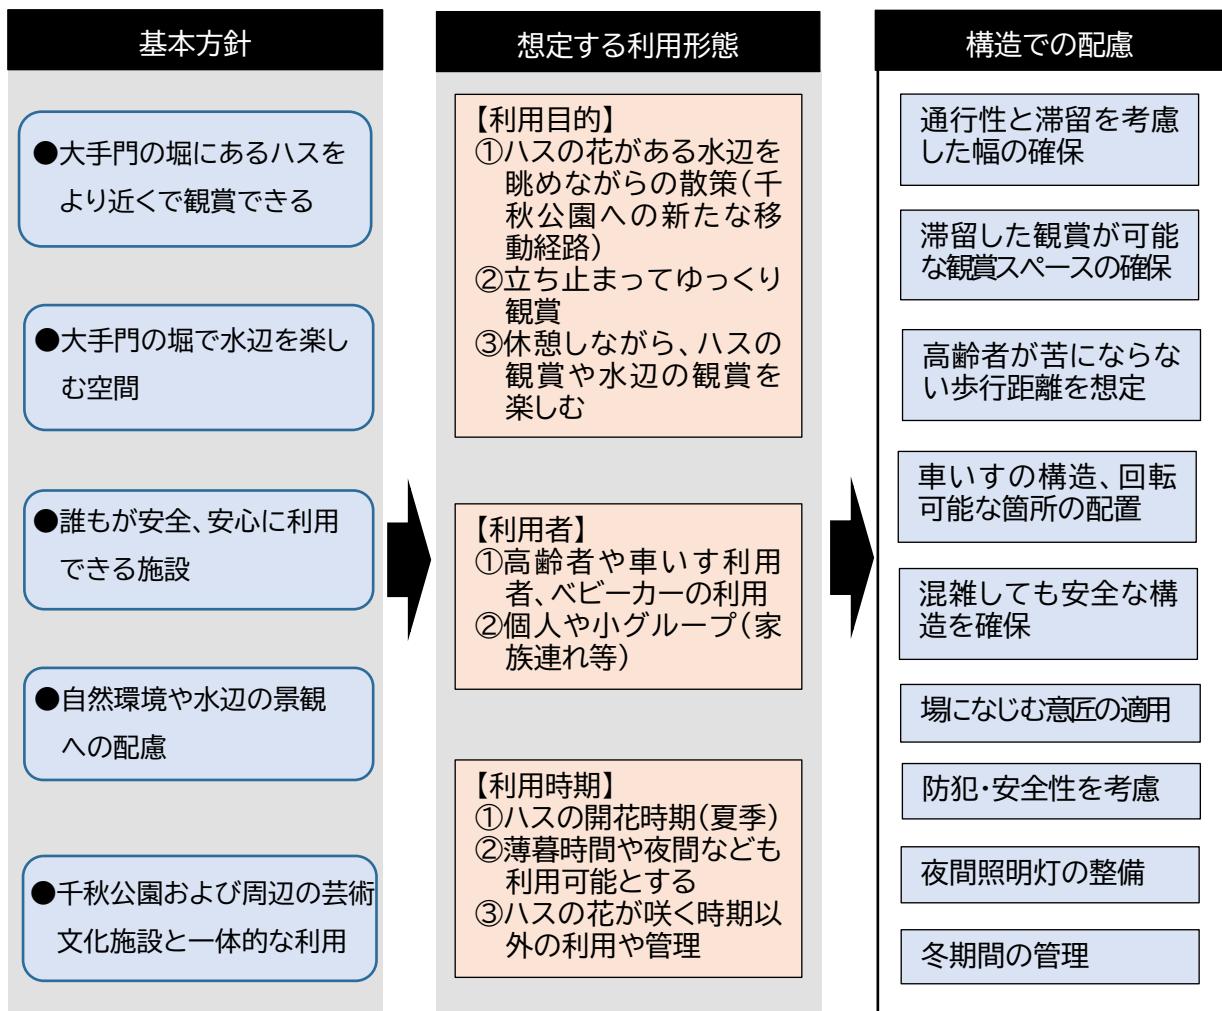 基本方針
●大手門の堀にあるハスを
より近くで観賞できる
●大手門の堀で水辺を楽し
む空間
●誰もが安全、安心に利用
できる施設
●自然環境や水辺の景観
への配慮
●千秋公園および周辺の芸術
文化施設と一体的な利用
想定する利用形態
【利用目的】
①ハスの花がある水辺を
眺めながらの散策(千
秋公園への新たな移
動経路)
②立ち止まってゆっくり
観賞
③休憩しながら、ハスの
観賞や水辺の観賞を
楽しむ
【利用者】
①高齢者や車いす利用
者、ベビーカーの利用
②個人や小グループ(家
族連れ等)
【利用時期】
①ハスの開花時期(夏季)
②薄暮時間や夜間なども
利用可能とする
③ハスの花が咲く時期以
外の利用や管理
構造での配慮
通行性と滞留を考慮
した幅の確保
滞留した観賞が可能
な観賞スペースの確保
高齢者が苦にならな
い歩行距離を想定
車いすの構造、回転
可能な箇所の配置
混雑しても安全な構
造を確保
場になじむ意匠の適用
防犯・安全性を考慮
夜間照明灯の整備
冬期間の管理